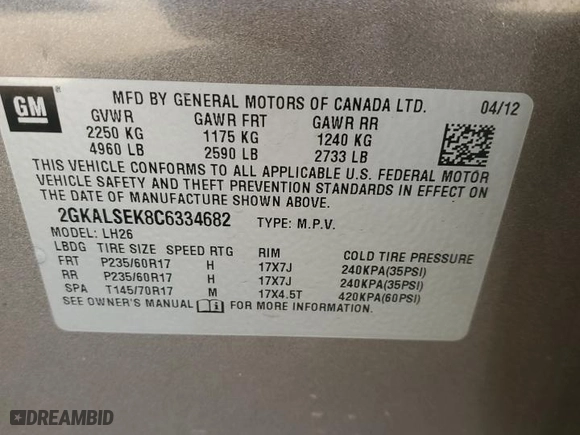 GM
MFD BY GENERAL MOTORS OF CANADA LTD. 04/12
GVWR GAWR FRT GAWR RR
2250 KG 1175 KG 1240 KG
4960 LB 2590 LB 2733 LB
THIS VEHICLE CONFORMS TO ALL APPLICABLE U.S. FEDERAL MOTOR
VEHICLE SAFETY AND THEFT PREVENTION STANDARDS IN EFFECT ON
THE DATE OF MANUFACTURE SHOWN ABOVE.
2GKALSEK8C6334682 TYPE: M.P.V.
MODEL: LH26
LBDG TIRE SIZE SPEED RTG RIM COLD TIRE PRESSURE
FRT P235/60R17 H 17X7J 240KPA(35PSI)
RR P235/60R17 H 17X7J 240KPA(35PSI)
SPA T145/70R17 M 17X4.5T 420KPA(60PSI)
SEE OWNER'S MANUAL FOR MORE INFORMATION.
DREAMBID